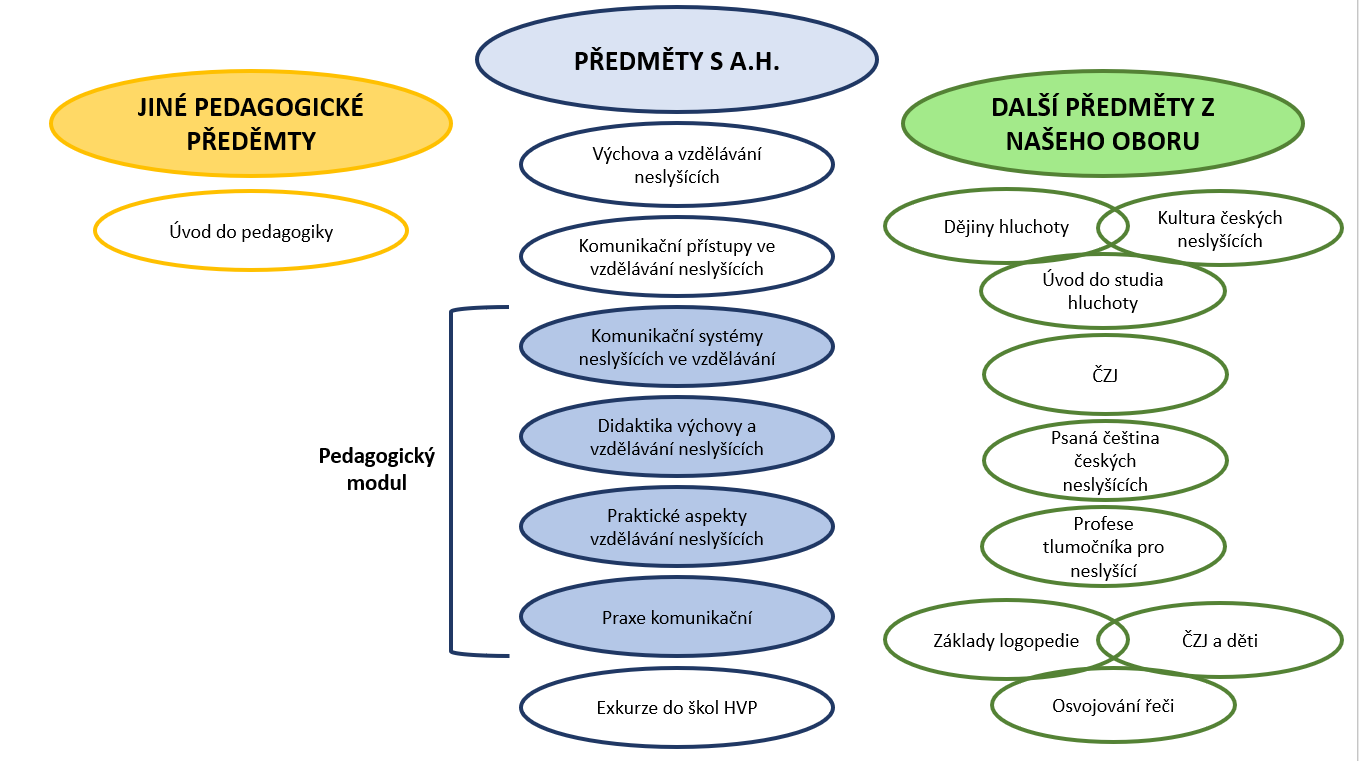 PŘEDMĚTY S A.H.
JINÉ PEDAGOGICKÉ
PŘEDĚMTY
Úvod do pedagogiky
Výchova a vzdělávání
neslyšících
Komunikační přístupy ve
vzdělávání neslyšících
Komunikační systémy
neslyšících ve vzdělávání
Didaktika výchovy a
vzdělávání neslyšících
Praktické aspekty
vzdělávání neslyšících
Praxe komunikační
Exkurze do škol HVP
Pedagogický
modul
DALŠÍ PŘEDMĚTY Z
NAŠEHO OBORU
Dějiny hluchoty
Kultura českých
neslyšících
Úvod do studia
hluchoty
ČZJ
Psaná čeština
českých
neslyšících
Profese
tlumočníka pro
neslyšící
Základy logopedie
ČZJ a děti
Osvojování řeči